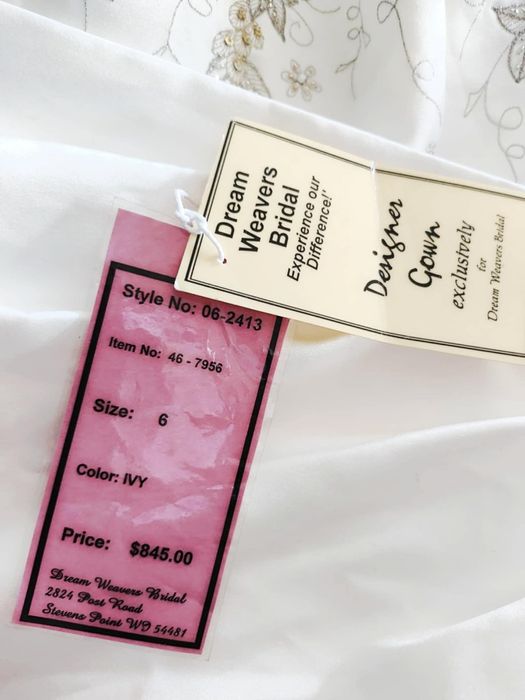 Dream
Weavers
Bridal
Experience our
Difference!'
Designer
Gown
exclusively
for
Dream Weavers Bridal
Style No: 06-2413
Item No: 46 - 7956
Size: 6
Color: IVY
Price: $845.00
Dream Weavers Bridal
2824 Post Road
Stevens Point WI 54481